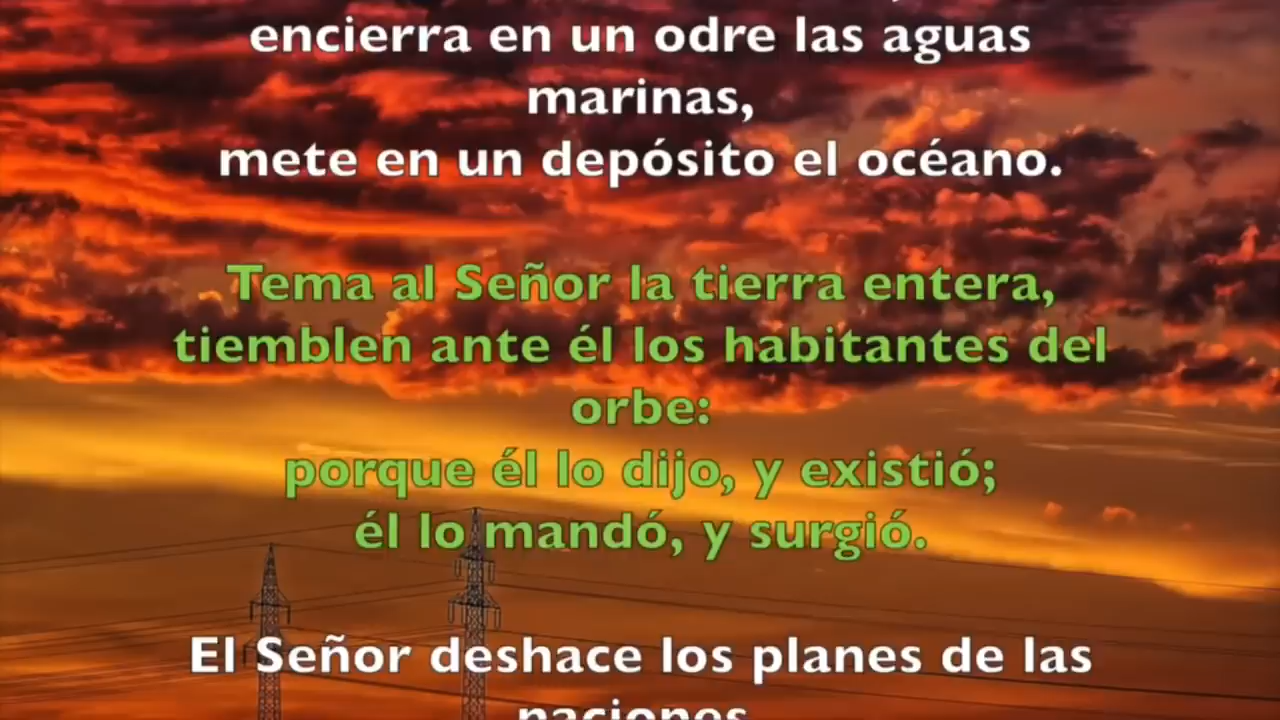 encierra en un odre las aguas
marinas,
mete en un depósito el océano.
Tema al Señor la tierra entera,
tiemblen ante él los habitantes del
orbe:
porque él lo dijo, y existió;
él lo mandó, y surgió.
El Señor deshace los planes de las
naciones